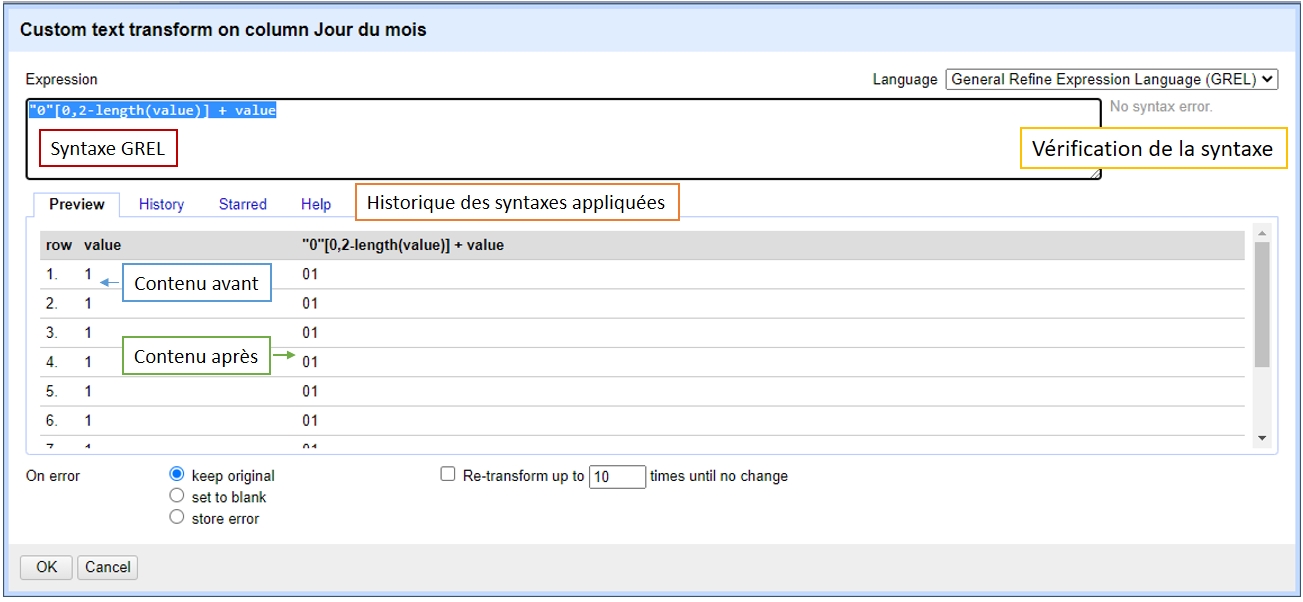 Custom text transform on column Jour du mois
Expression
Language General Refine Expression Language (GREL)
"0"[0,2-length(value)] + value
No syntax error.
Syntaxe GREL
Vérification de la syntaxe
Preview History Starred Help
Historique des syntaxes appliquées
row value "0"[0,2-length(value)] + value
1. 1 01
Contenu avant
2. 1 01
3. 1 01
Contenu après
4. 1 01
5. 1 01
6. 1 01
On error
keep original
Re-transform up to 10 times until no change
set to blank
store error
OK Cancel